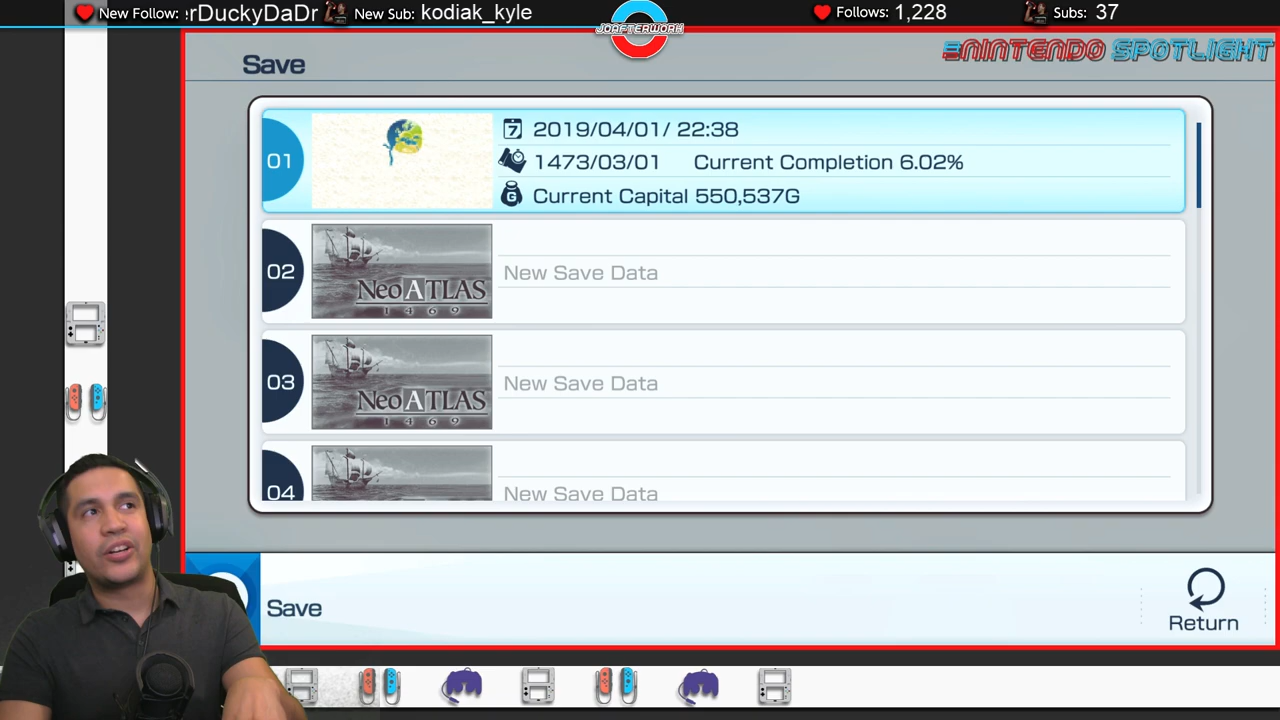 New Follow: rDuckyDaDr New Sub: kodiak_kyle Follows: 1,228 Subs: 37
JOAFTERWORK
NINTENDO SPOTLIGHT
Save
01
7 2019/04/01/ 22:38
1473/03/01 Current Completion 6.02%
G Current Capital 550,537G
02
NEOATLAS
1469
New Save Data
03
NEOATLAS
1469
New Save Data
04
New Save Data
Save
Return